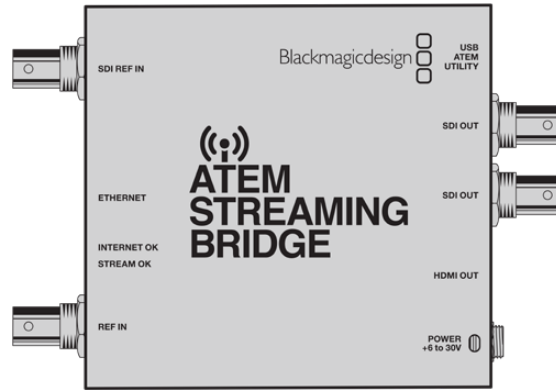 SDI REF IN
Blackmagicdesign
USB
ATEM
UTILITY
SDI OUT
ATEM
STREAMING
BRIDGE
ETHERNET
SDI OUT
INTERNET OK
STREAM OK
HDMI OUT
REF IN
POWER
+6 to 30V